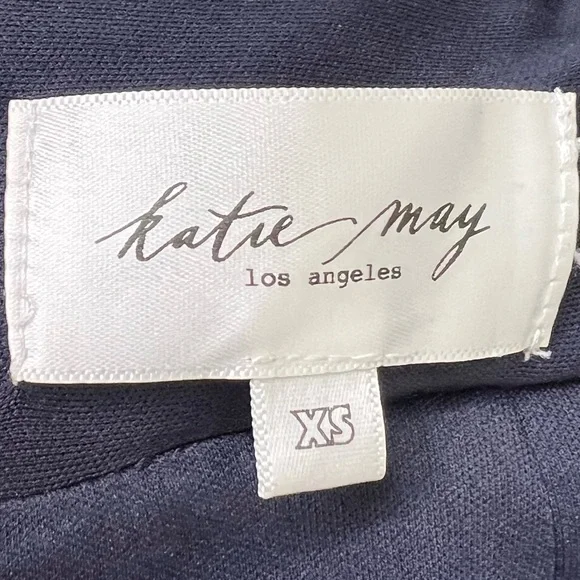 katie may
los angeles
XS